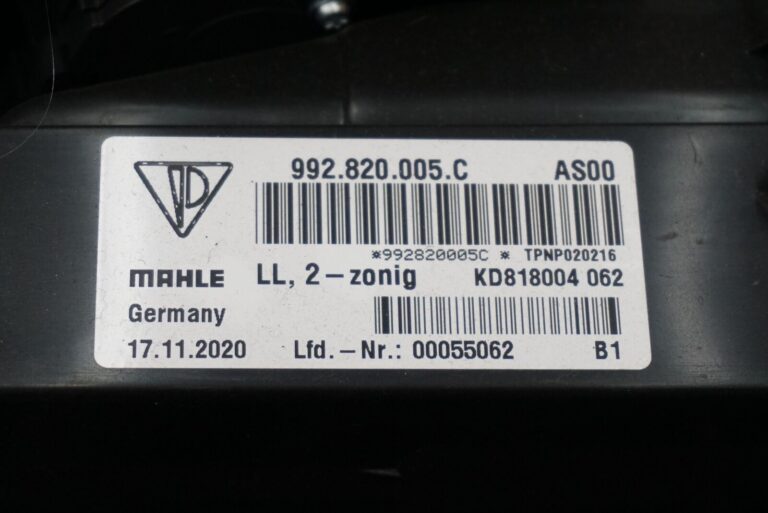 992.820.005.C AS00
*992820005C * TPNP020216
MAHLE LL, 2-zonig KD818004 062
Germany
17.11.2020 Lfd.-Nr.: 00055062 B1